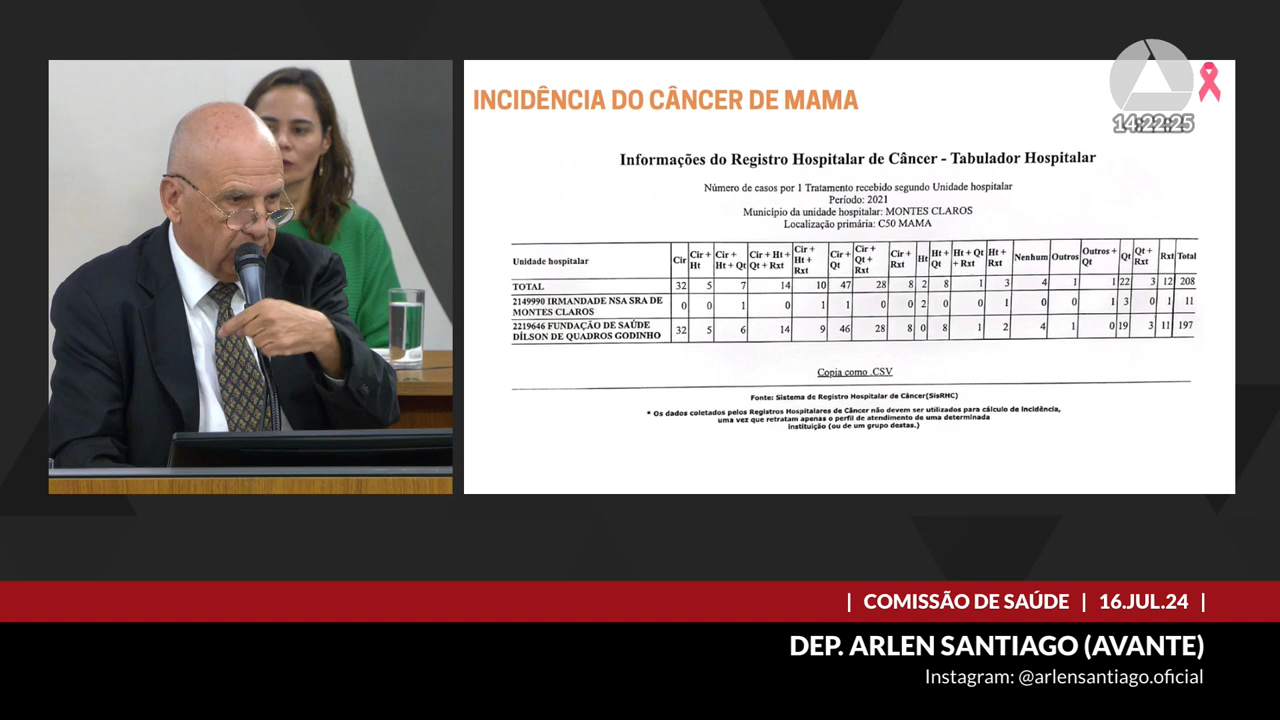 14:22:25
INCIDÊNCIA DO CÂNCER DE MAMA
Informações do Registro Hospitalar de Câncer - Tabulador Hospitalar
Número de casos por 1 Tratamento recebido segundo Unidade hospitalar
Período: 2021
Município da unidade hospitalar: MONTES CLAROS
Localização primária: C50 MAMA
Unidade hospitalar Cir Cir + Ht Cir + Ht + Qt Cir + Ht + Qt + Rxt Cir + Ht + Rxt Cir + Qt Cir + Qt + Rxt Cir + Rxt Ht Ht + Qt Ht + Qt + Rxt Ht + Rxt Nenhum Outros Outros + Qt Qt Qt + Rxt Rxt Total
TOTAL 32 5 7 14 10 47 28 8 2 8 1 3 4 1 1 22 3 12 208
2149990 IRMANDADE NSA SRA DE MONTES CLAROS 0 0 1 0 1 1 0 0 2 0 0 1 0 0 1 3 0 1 11
2219646 FUNDAÇÃO DE SAÚDE DÍLSON DE QUADROS GODINHO 32 5 6 14 9 46 28 8 0 8 1 2 4 1 0 19 3 11 197
Copia como .CSV
Fonte: Sistema de Registro Hospitalar de Câncer(SisRHC)
* Os dados coletados pelos Registros Hospitalares de Câncer não devem ser utilizados para cálculo de incidência,
uma vez que retratam apenas o perfil de atendimento de uma determinada
instituição (ou de um grupo destas.)
| COMISSÃO DE SAÚDE | 16.JUL.24 |
DEP. ARLEN SANTIAGO (AVANTE)
Instagram: @arlensantiago.oficial